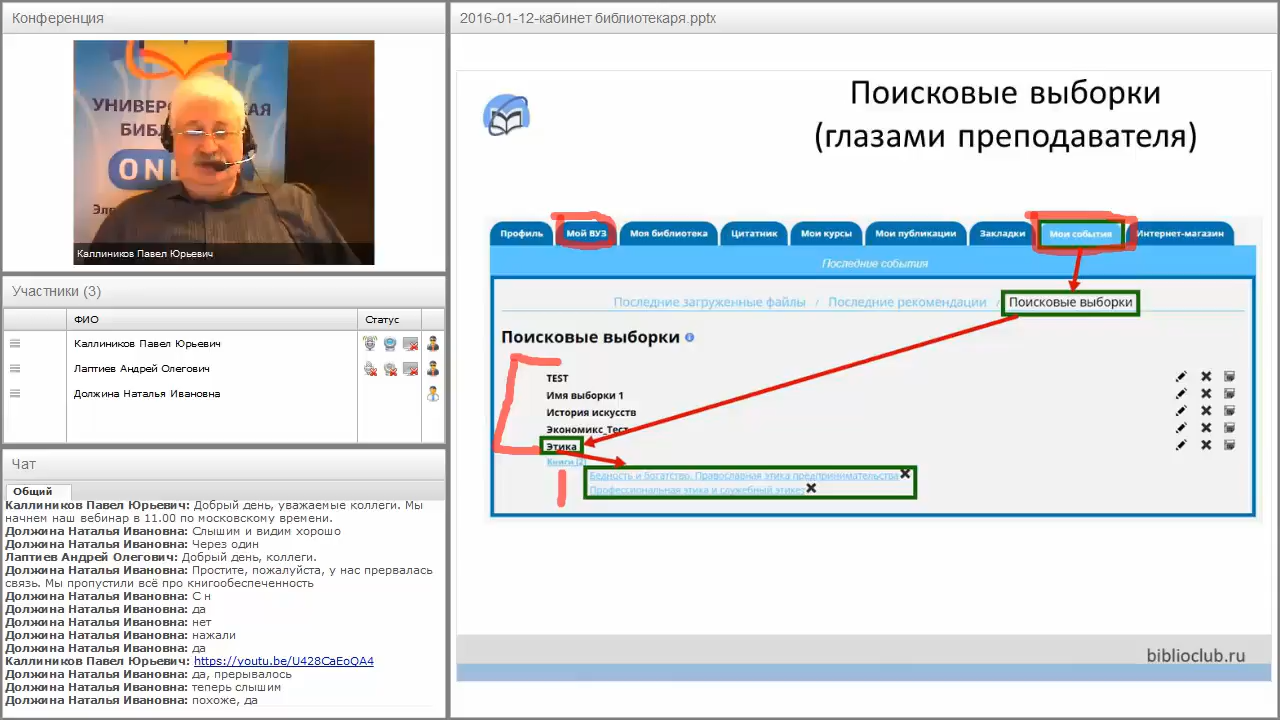 Конференция
УНИВЕР СКАЯ
БИБЛ
ON
Эле
Каллиников Павел Юрьевич
Участники (3)
ФИО
Статус
Каллиников Павел Юрьевич
Лаптиев Андрей Олегович
Должина Наталья Ивановна
Чат
Общий
Каллиников Павел Юрьевич: Добрый день, уважаемые коллеги. Мы
начнем наш вебинар в 11.00 по московскому времени.
Должина Наталья Ивановна: Слышим и видим хорошо
Должина Наталья Ивановна: Через один
Лаптиев Андрей Олегович: Добрый день, коллеги.
Должина Наталья Ивановна: Простите, пожалуйста, у нас прервалась
связь. Мы пропустили всё про книгообеспеченность
Должина Наталья Ивановна: С н
Должина Наталья Ивановна: да
Должина Наталья Ивановна: нет
Должина Наталья Ивановна: нажали
Должина Наталья Ивановна: да
Каллиников Павел Юрьевич: https://youtu.be/U428CaEoQA4
Должина Наталья Ивановна: да, прерывалось
Должина Наталья Ивановна: теперь слышим
Должина Наталья Ивановна: похоже, да
2016-01-12-кабинет библиотекаря.pptx
Поисковые выборки
(глазами преподавателя)
Профиль
Мой ВУЗ
Моя библиотека
Цитатник
Мои курсы
Мои публикации
Закладки
Мои события
Интернет-магазин
Последние события
Последние загруженные файлы / Последние рекомендации / Поисковые выборки
Поисковые выборки
TEST
Имя выборки 1
История искусств
Экономикс_Тест
Этика
Книги (2)
Бедность и богатство. Православная этика предпринимательства
Профессиональная этика и служебный этикет
biblioclub.ru